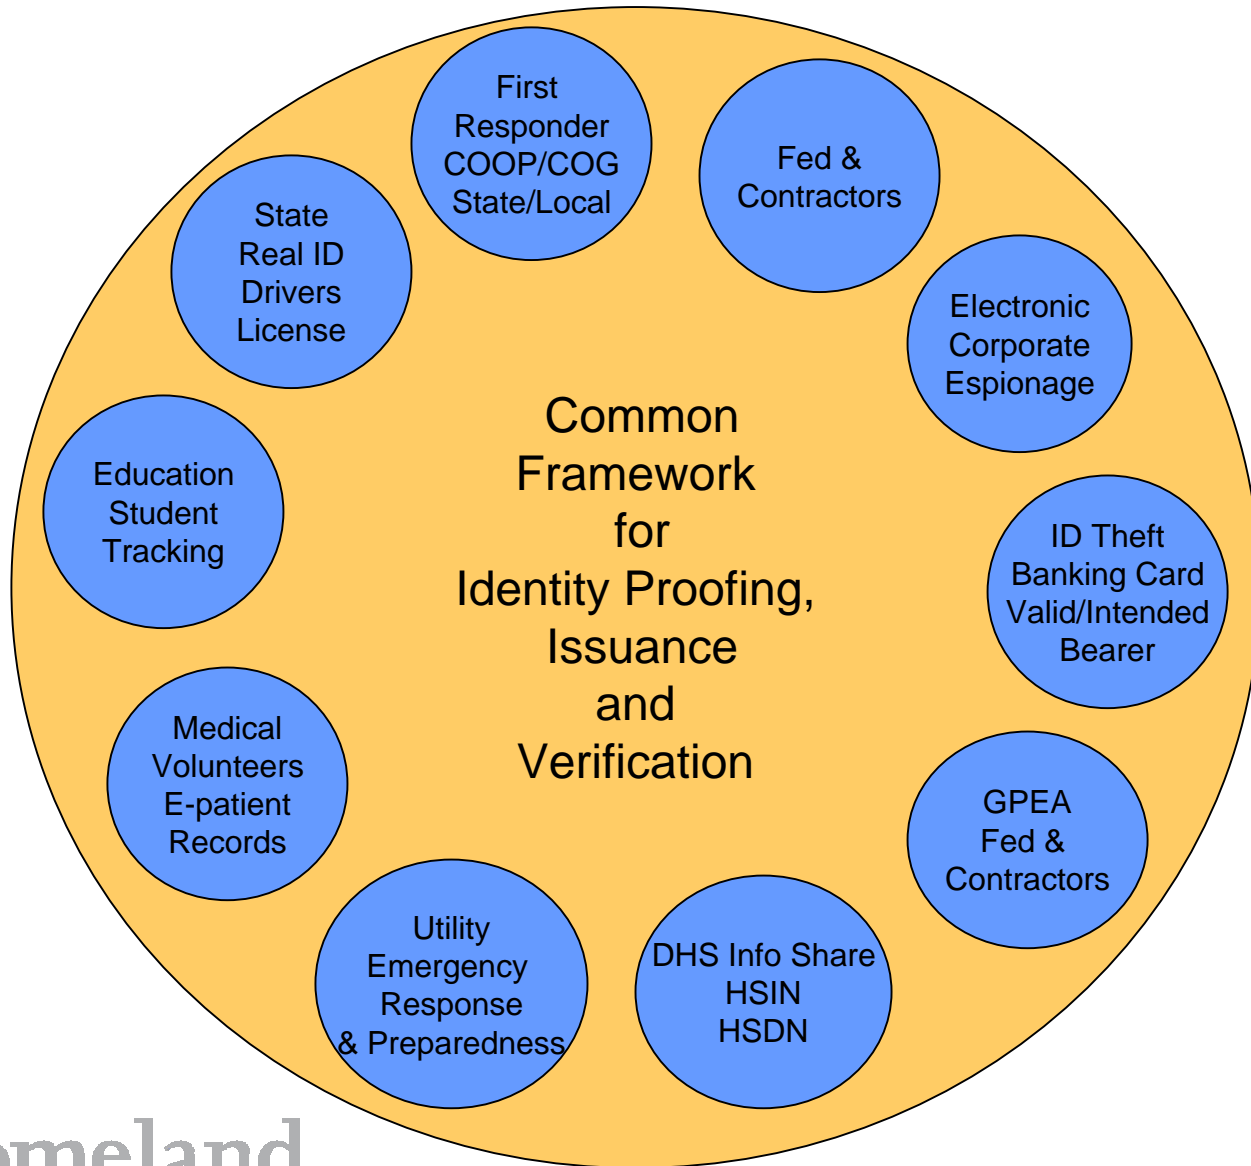 First
Responder
COOP/COG
State/Local
Fed &
Contractors
State
Real ID
Drivers
License
Electronic
Corporate
Espionage
Education
Student
Tracking
Common
Framework
for
Identity Proofing,
Issuance
and
Verification
ID Theft
Banking Card
Valid/Intended
Bearer
Medical
Volunteers
E-patient
Records
GPEA
Fed &
Contractors
Utility
Emergency
Response
& Preparedness
DHS Info Share
HSIN
HSDN
omeland